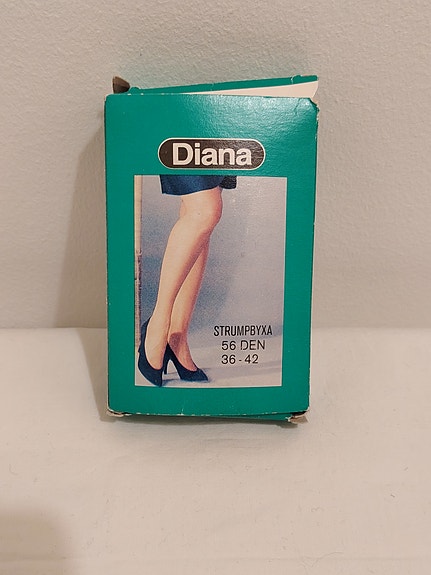 Diana
STRUMPBYXA
56 DEN
36-42